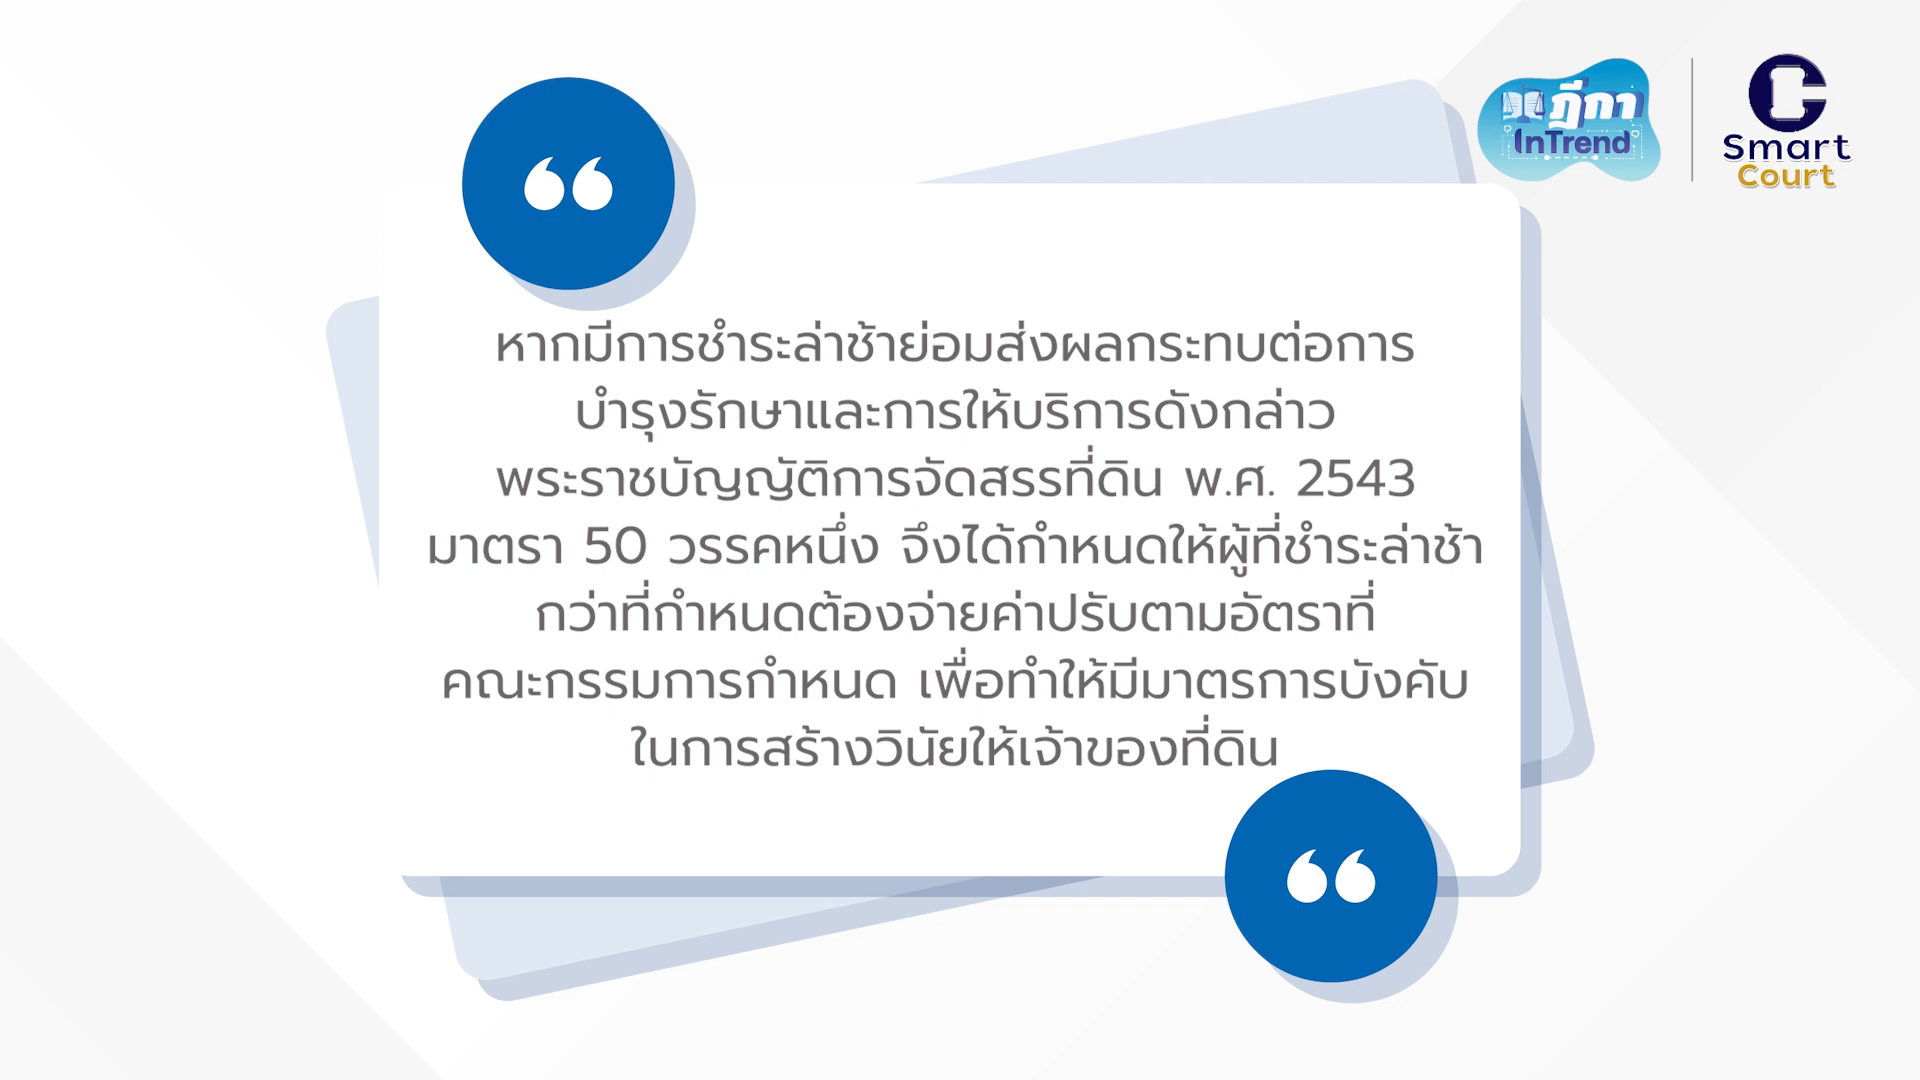 ฎีกา
InTrend
Smart
Court
หากมีการชำระล่าช้าย่อมส่งผลกระทบต่อการ
บำรุงรักษาและการให้บริการดังกล่าว
พระราชบัญญัติการจัดสรรที่ดิน พ.ศ. 2543
มาตรา 50 วรรคหนึ่ง จึงได้กำหนดให้ผู้ที่ชำระล่าช้า
กว่าที่กำหนดต้องจ่ายค่าปรับตามอัตราที่
คณะกรรมการกำหนด เพื่อทำให้มีมาตรการบังคับ
ในการสร้างวินัยให้เจ้าของที่ดิน